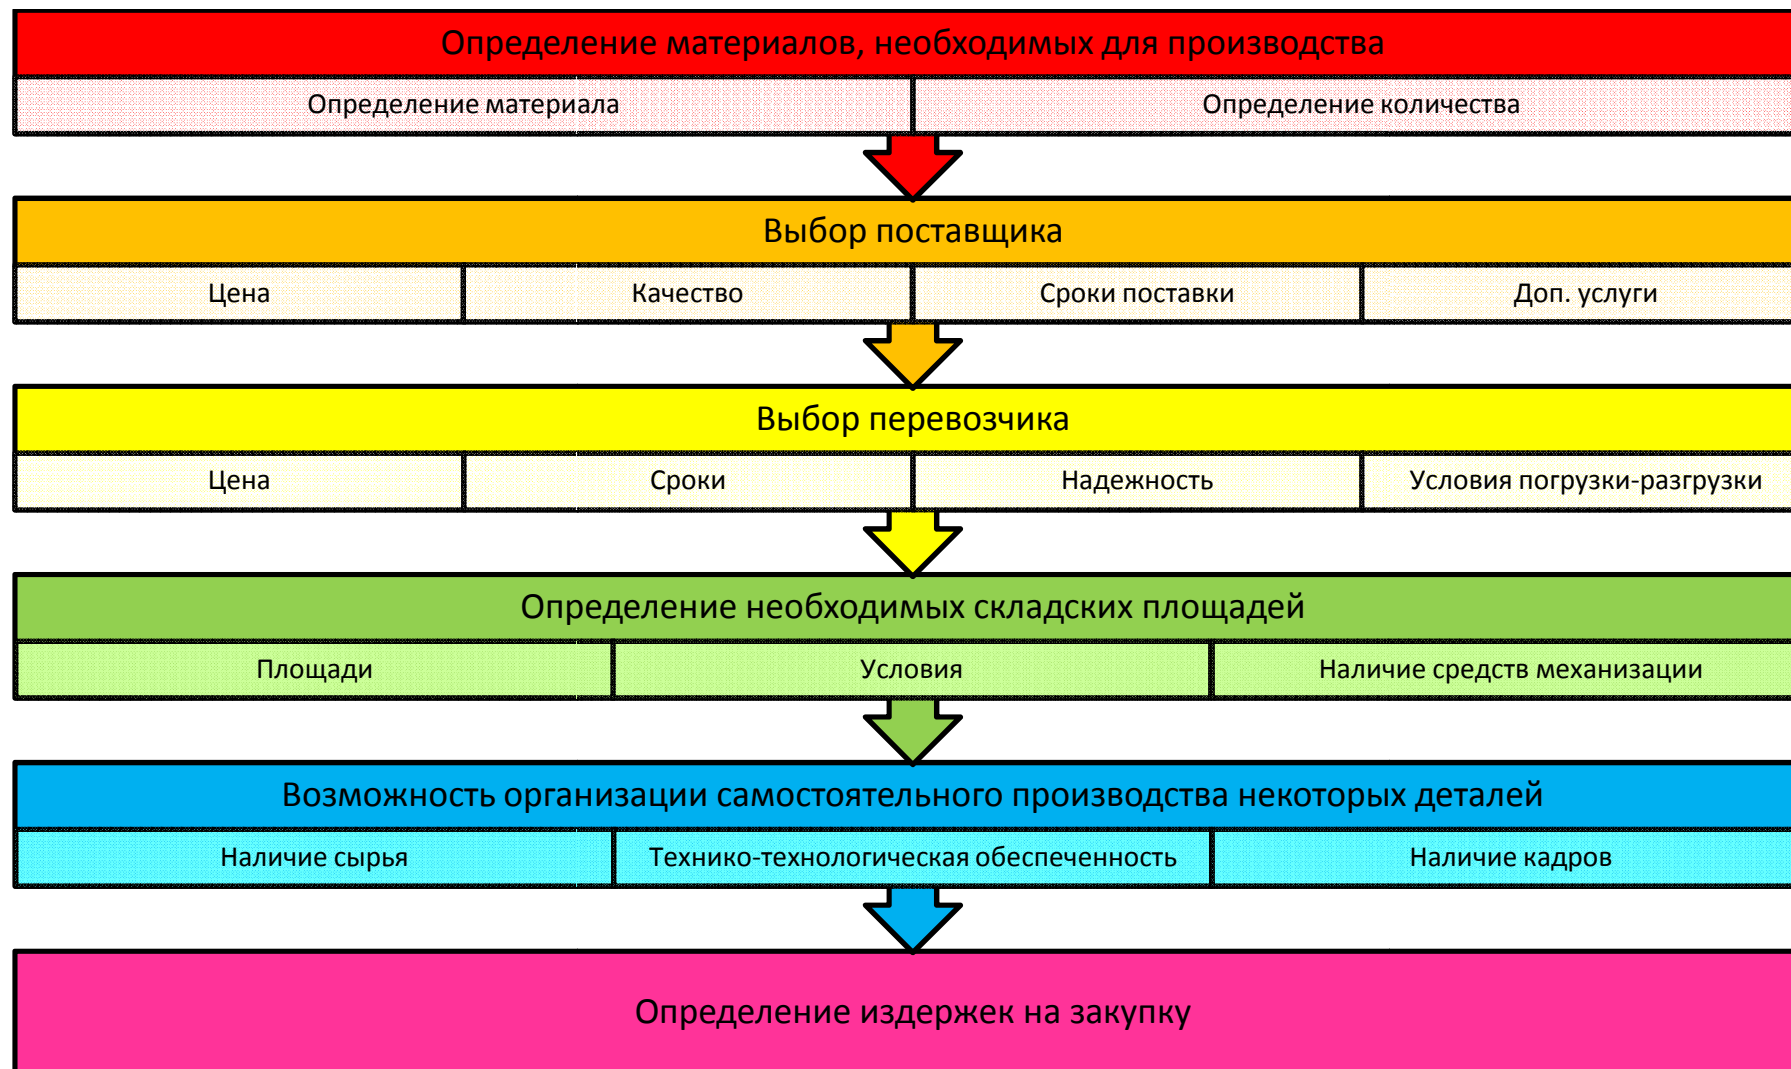 Определение материалов, необходимых для производства
Определение материала
Определение количества
Выбор поставщика
Цена
Качество
Сроки поставки
Доп. услуги
Выбор перевозчика
Цена
Сроки
Надежность
Условия погрузки-разгрузки
Определение необходимых складских площадей
Площади
Условия
Наличие средств механизации
Возможность организации самостоятельного производства некоторых деталей
Наличие сырья
Технико-технологическая обеспеченность
Наличие кадров
Определение издержек на закупку